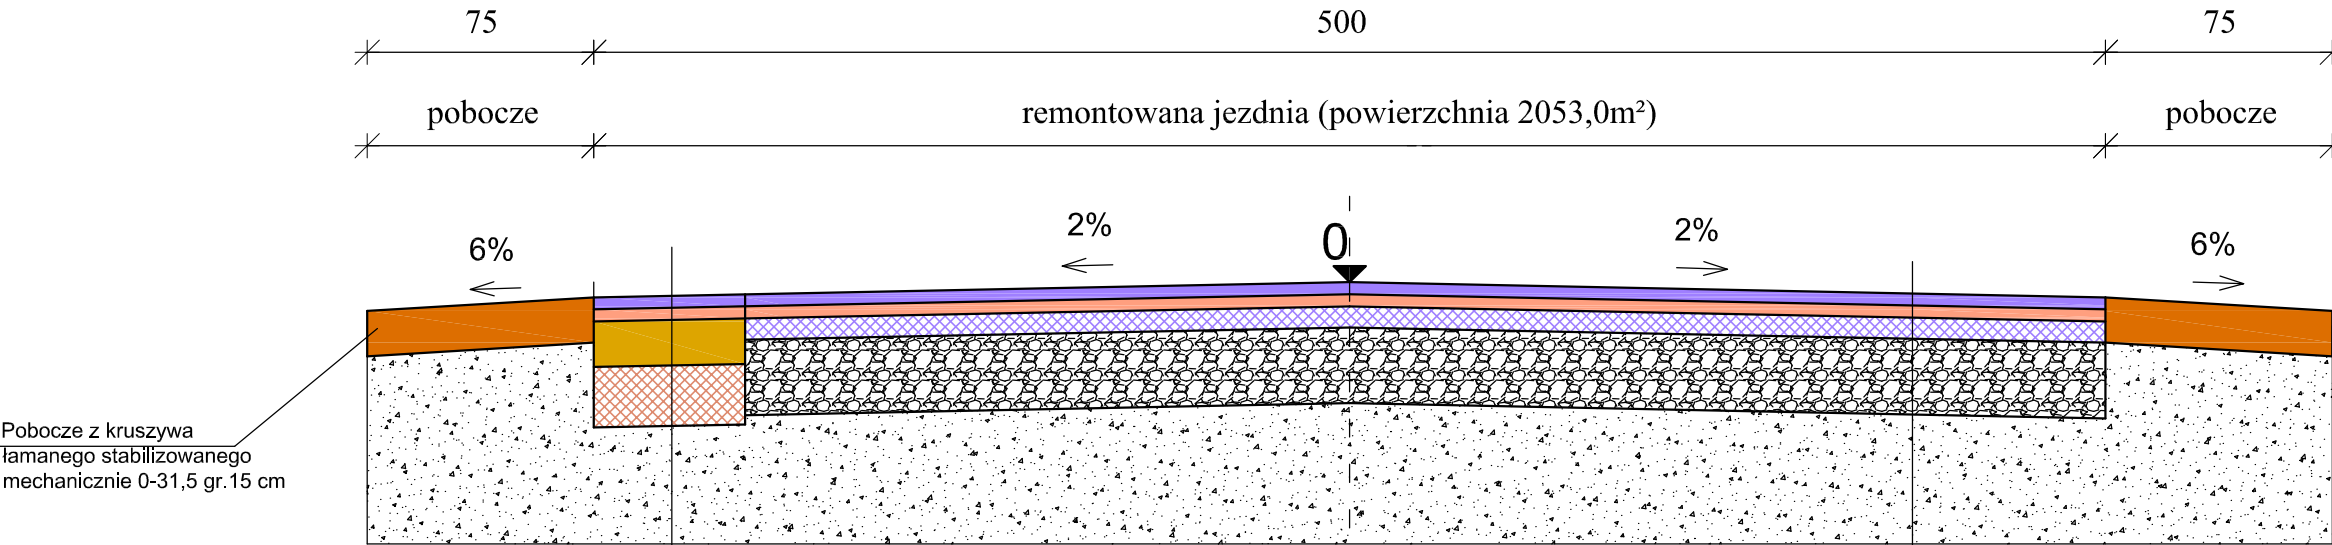 75 500 75
pobocze remontowana jezdnia (powierzchnia 2053,0m²) pobocze
6% 2% 0 2% 6%
Pobocze z kruszywa
łamanego stabilizowanego
mechanicznie 0-31,5 gr.15 cm